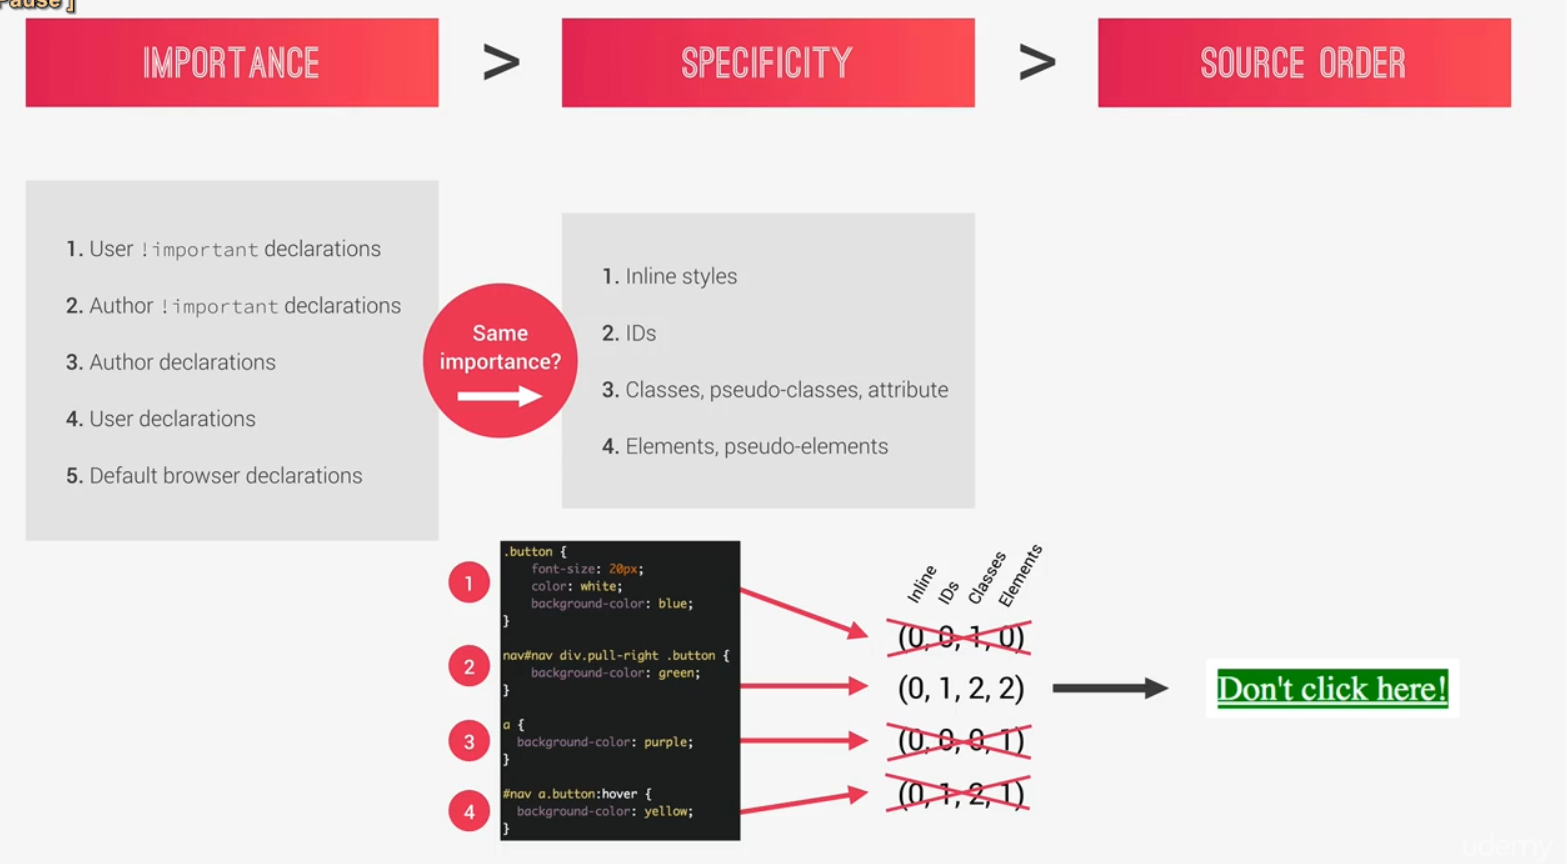 Pause ]
IMPORTANCE > SPECIFICITY > SOURCE ORDER
1. User !important declarations
2. Author !important declarations
3. Author declarations
4. User declarations
5. Default browser declarations
Same
importance?
1. Inline styles
2. IDs
3. Classes, pseudo-classes, attribute
4. Elements, pseudo-elements
1
.button {
font-size: 20px;
color: white;
background-color: blue;
}
2
nav#nav div.pull-right .button {
background-color: green;
}
3
a {
background-color: purple;
}
4
#nav a.button:hover {
background-color: yellow;
}
Inline
IDs
Classes
Elements
(0, 0, 1, 0)
(0, 1, 2, 2)
(0, 0, 0, 1)
(0, 1, 2, 1)
Don't click here!
udemy